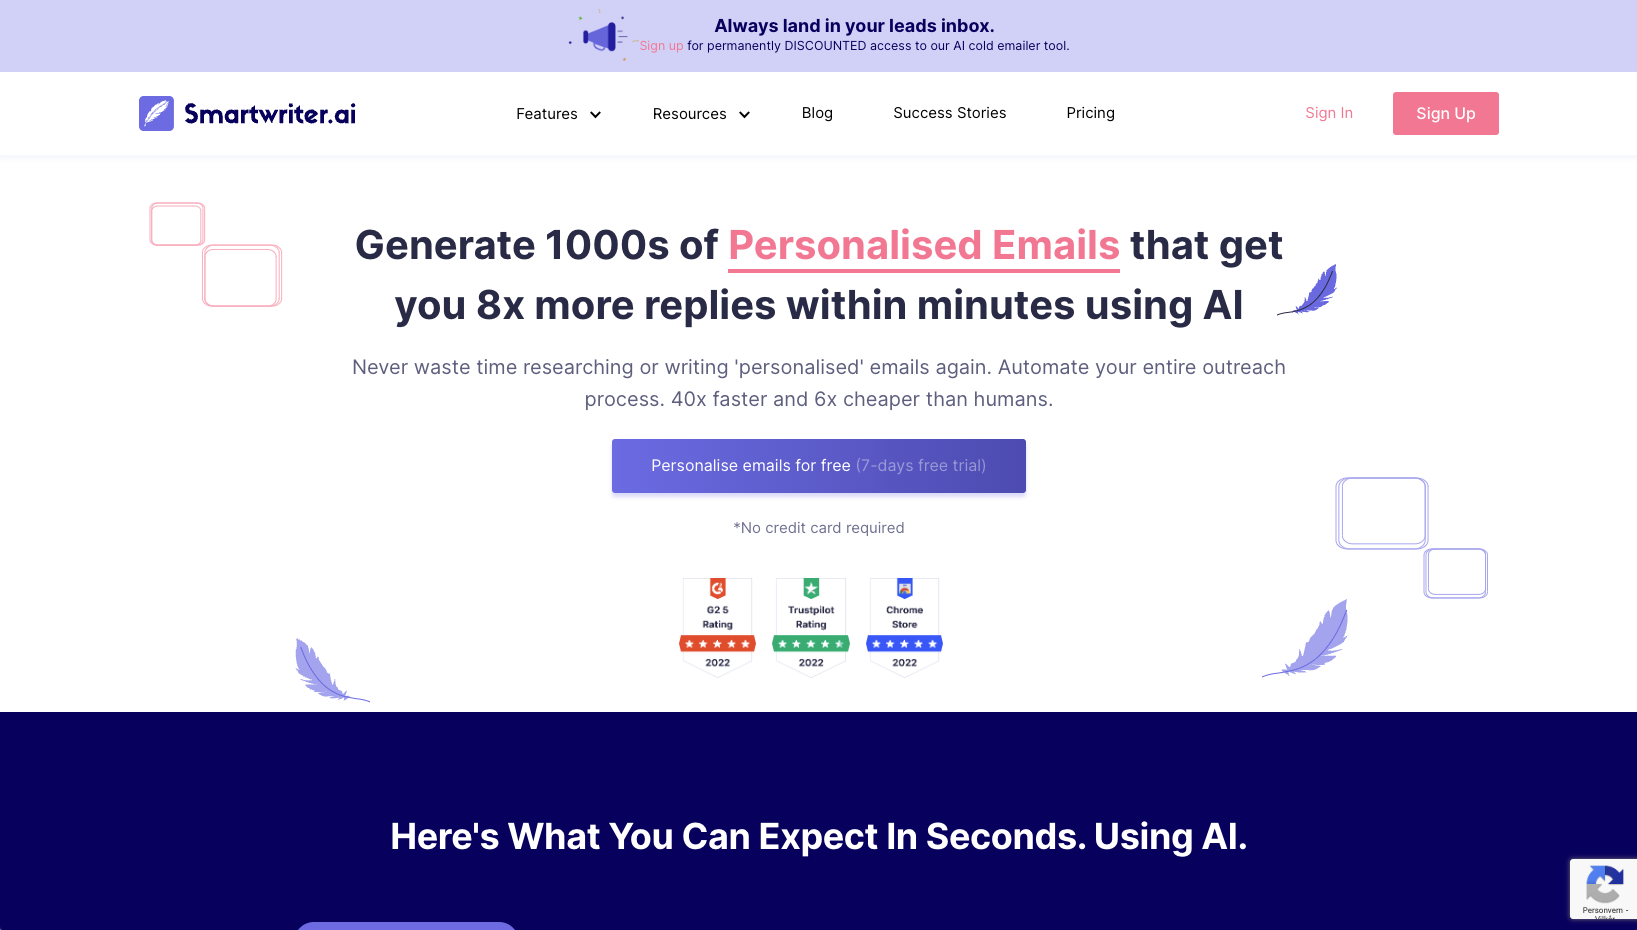 Always land in your leads inbox.
Sign up for permanently DISCOUNTED access to our AI cold emailer tool.
Smartwriter.ai
Features
Resources
Blog
Success Stories
Pricing
Sign In
Sign Up
Generate 1000s of Personalised Emails that get
you 8x more replies within minutes using AI
Never waste time researching or writing 'personalised' emails again. Automate your entire outreach
process. 40x faster and 6x cheaper than humans.
Personalise emails for free (7-days free trial)
*No credit card required
G2 5
Rating
2022
Trustpilot
Rating
2022
Chrome
Store
2022
Here's What You Can Expect In Seconds. Using AI.
Personvern -